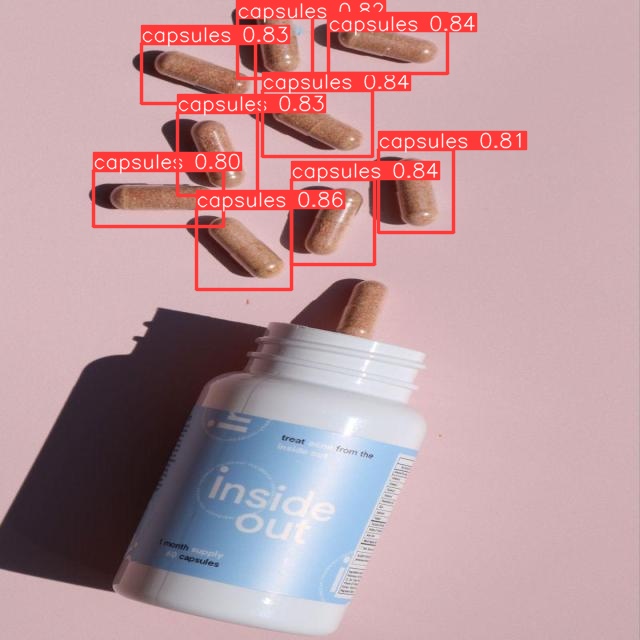 capsules 0.82
capsules 0.84
capsules 0.83
capsules 0.84
capsules 0.83
capsules 0.81
capsules 0.80
capsules 0.84
capsules 0.86
in
treat acne from the
inside out
inside
out
1 month supply
60 capsules